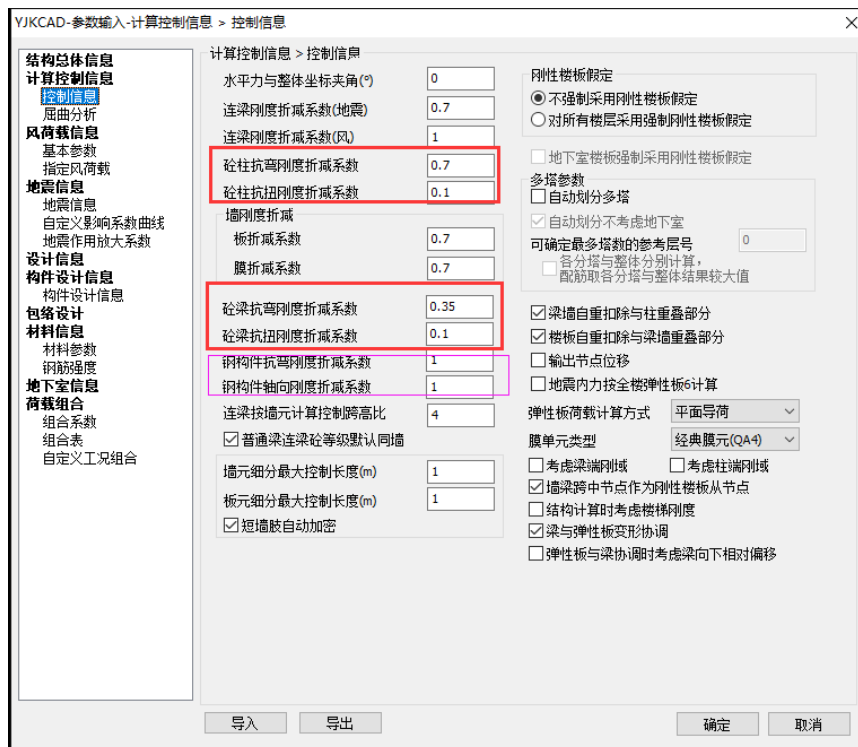 YJKCAD-参数输入-计算控制信息 > 控制信息
结构总体信息
计算控制信息
控制信息
屈曲分析
风荷载信息
基本参数
指定风荷载
地震信息
地震信息
自定义影响系数曲线
地震作用放大系数
设计信息
构件设计信息
构件设计信息
包络设计
材料信息
材料参数
钢筋强度
地下室信息
荷载组合
组合系数
组合表
自定义工况组合
计算控制信息 > 控制信息
水平力与整体坐标夹角(°) 0
连梁刚度折减系数(地震) 0.7
连梁刚度折减系数(风) 1
砼柱抗弯刚度折减系数 0.7
砼柱抗扭刚度折减系数 0.1
墙刚度折减
板折减系数 0.7
膜折减系数 0.7
砼梁抗弯刚度折减系数 0.35
砼梁抗扭刚度折减系数 0.1
钢构件抗弯刚度折减系数 1
钢构件轴向刚度折减系数 1
连梁按墙元计算控制跨高比 4
普通梁连梁砼等级默认同墙
墙元细分最大控制长度(m) 1
板元细分最大控制长度(m) 1
短墙肢自动加密
刚性楼板假定
不强制采用刚性楼板假定
对所有楼层采用强制刚性楼板假定
地下室楼板强制采用刚性楼板假定
多塔参数
自动划分多塔
自动划分不考虑地下室
可确定最多塔数的参考层号 0
各分塔与整体分别计算，
配筋取各分塔与整体结果较大值
梁墙自重扣除与柱重叠部分
楼板自重扣除与梁墙重叠部分
输出节点位移
地震内力按全楼弹性板6计算
弹性板荷载计算方式 平面导荷
膜单元类型 经典膜元(QA4)
考虑梁端刚域 考虑柱端刚域
墙梁跨中节点作为刚性楼板从节点
结构计算时考虑楼梯刚度
梁与弹性板变形协调
弹性板与梁协调时考虑梁向下相对偏移
导入 导出 确定 取消